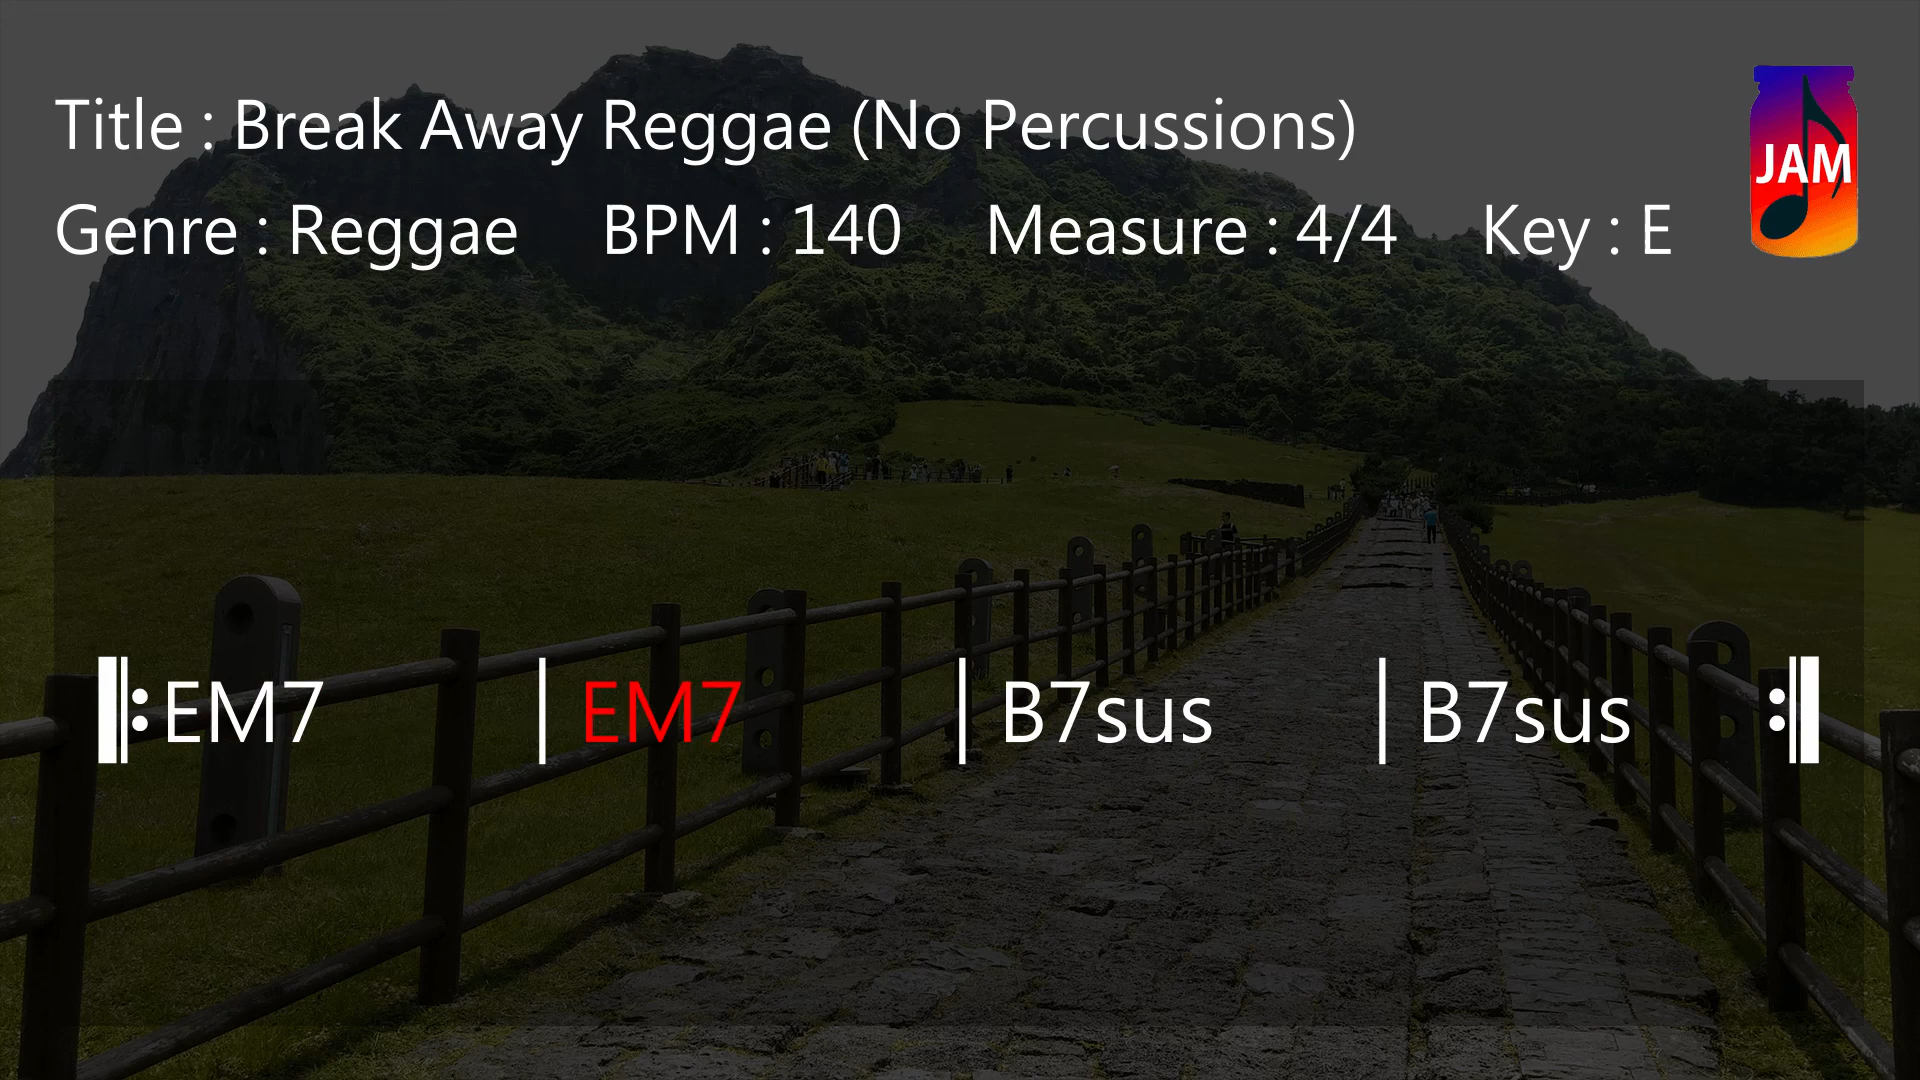 Title : Break Away Reggae (No Percussions)
Genre : Reggae BPM : 140 Measure : 4/4 Key : E
JAM
EM7 EM7 B7sus B7sus